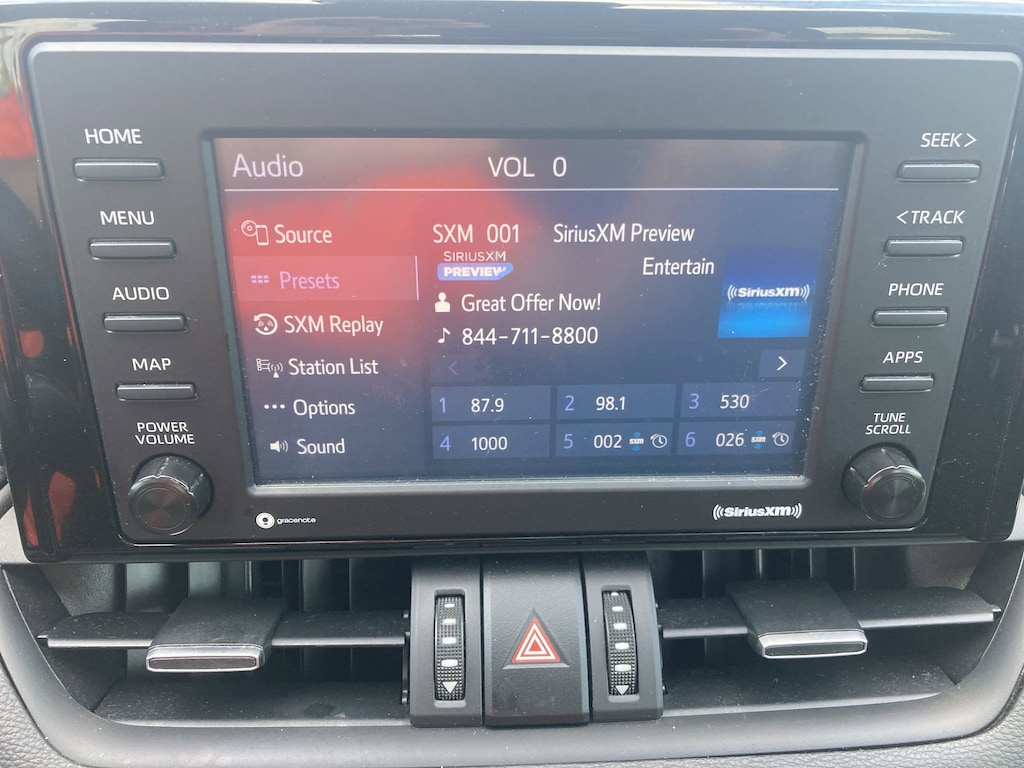 HOME
MENU
AUDIO
MAP
POWER
VOLUME
Audio VOL 0
Source
Presets
SXM Replay
Station List
Options
Sound
SXM 001 SiriusXM Preview
SIRIUSXM
PREVIEW
Entertain
Great Offer Now!
844-711-8800
((SiriusXM))
< >
1 87.9 2 98.1 3 530
4 1000 5 002 SXM 6 026 SXM
gracenote
((SiriusXM))
SEEK >
< TRACK
PHONE
APPS
TUNE
SCROLL